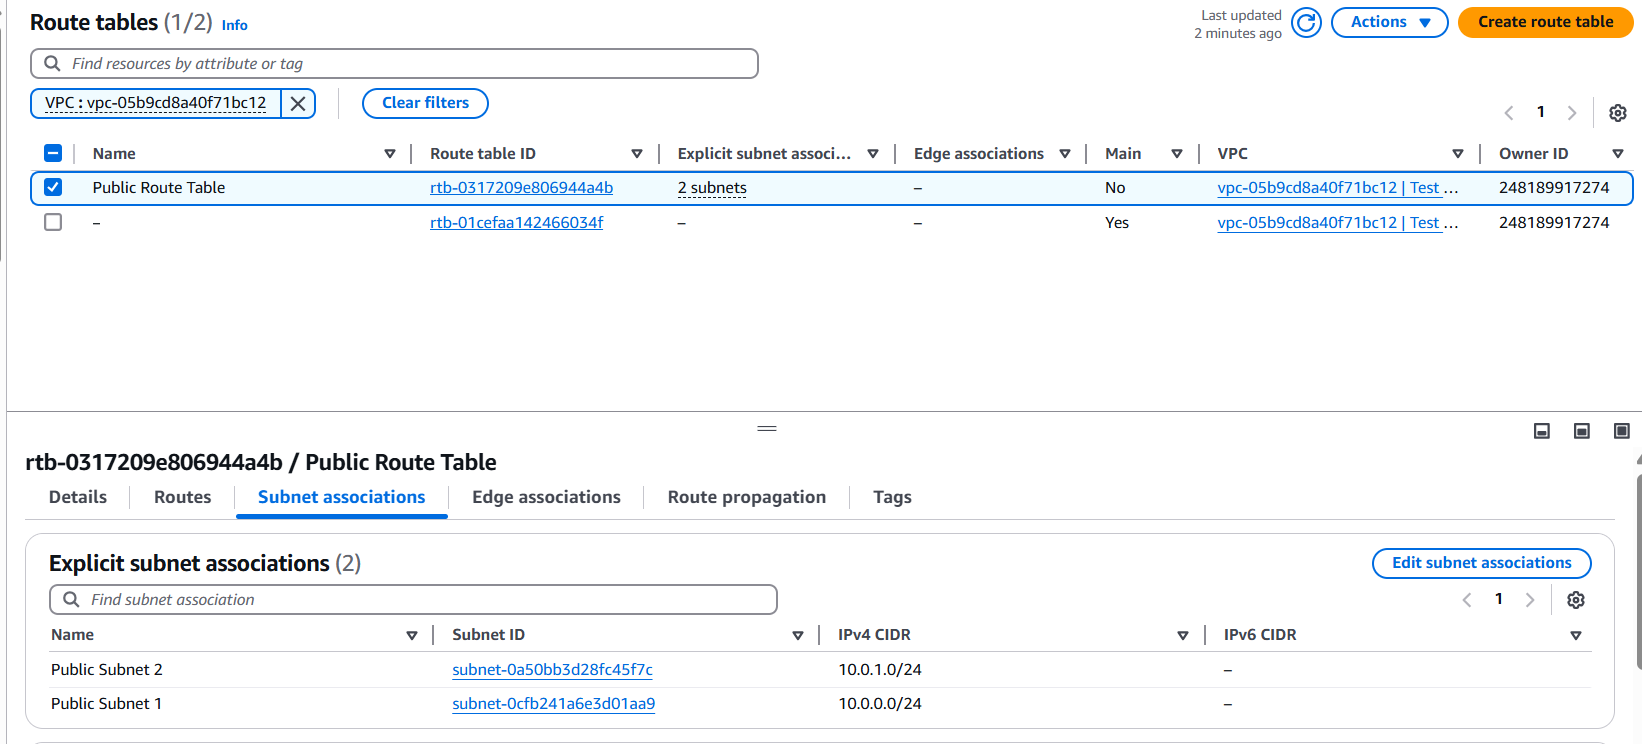 Route tables (1/2) Info
Last updated
2 minutes ago
Actions
Create route table
Find resources by attribute or tag
VPC : vpc-05b9cd8a40f71bc12
Clear filters
1
Name Route table ID Explicit subnet associ... Edge associations Main VPC Owner ID
Public Route Table rtb-0317209e806944a4b 2 subnets – No vpc-05b9cd8a40f71bc12 | Test ... 248189917274
– rtb-01cefaa142466034f – – Yes vpc-05b9cd8a40f71bc12 | Test ... 248189917274
rtb-0317209e806944a4b / Public Route Table
Details Routes Subnet associations Edge associations Route propagation Tags
Explicit subnet associations (2)
Edit subnet associations
Find subnet association
1
Name Subnet ID IPv4 CIDR IPv6 CIDR
Public Subnet 2 subnet-0a50bb3d28fc45f7c 10.0.1.0/24 –
Public Subnet 1 subnet-0cfb241a6e3d01aa9 10.0.0.0/24 –